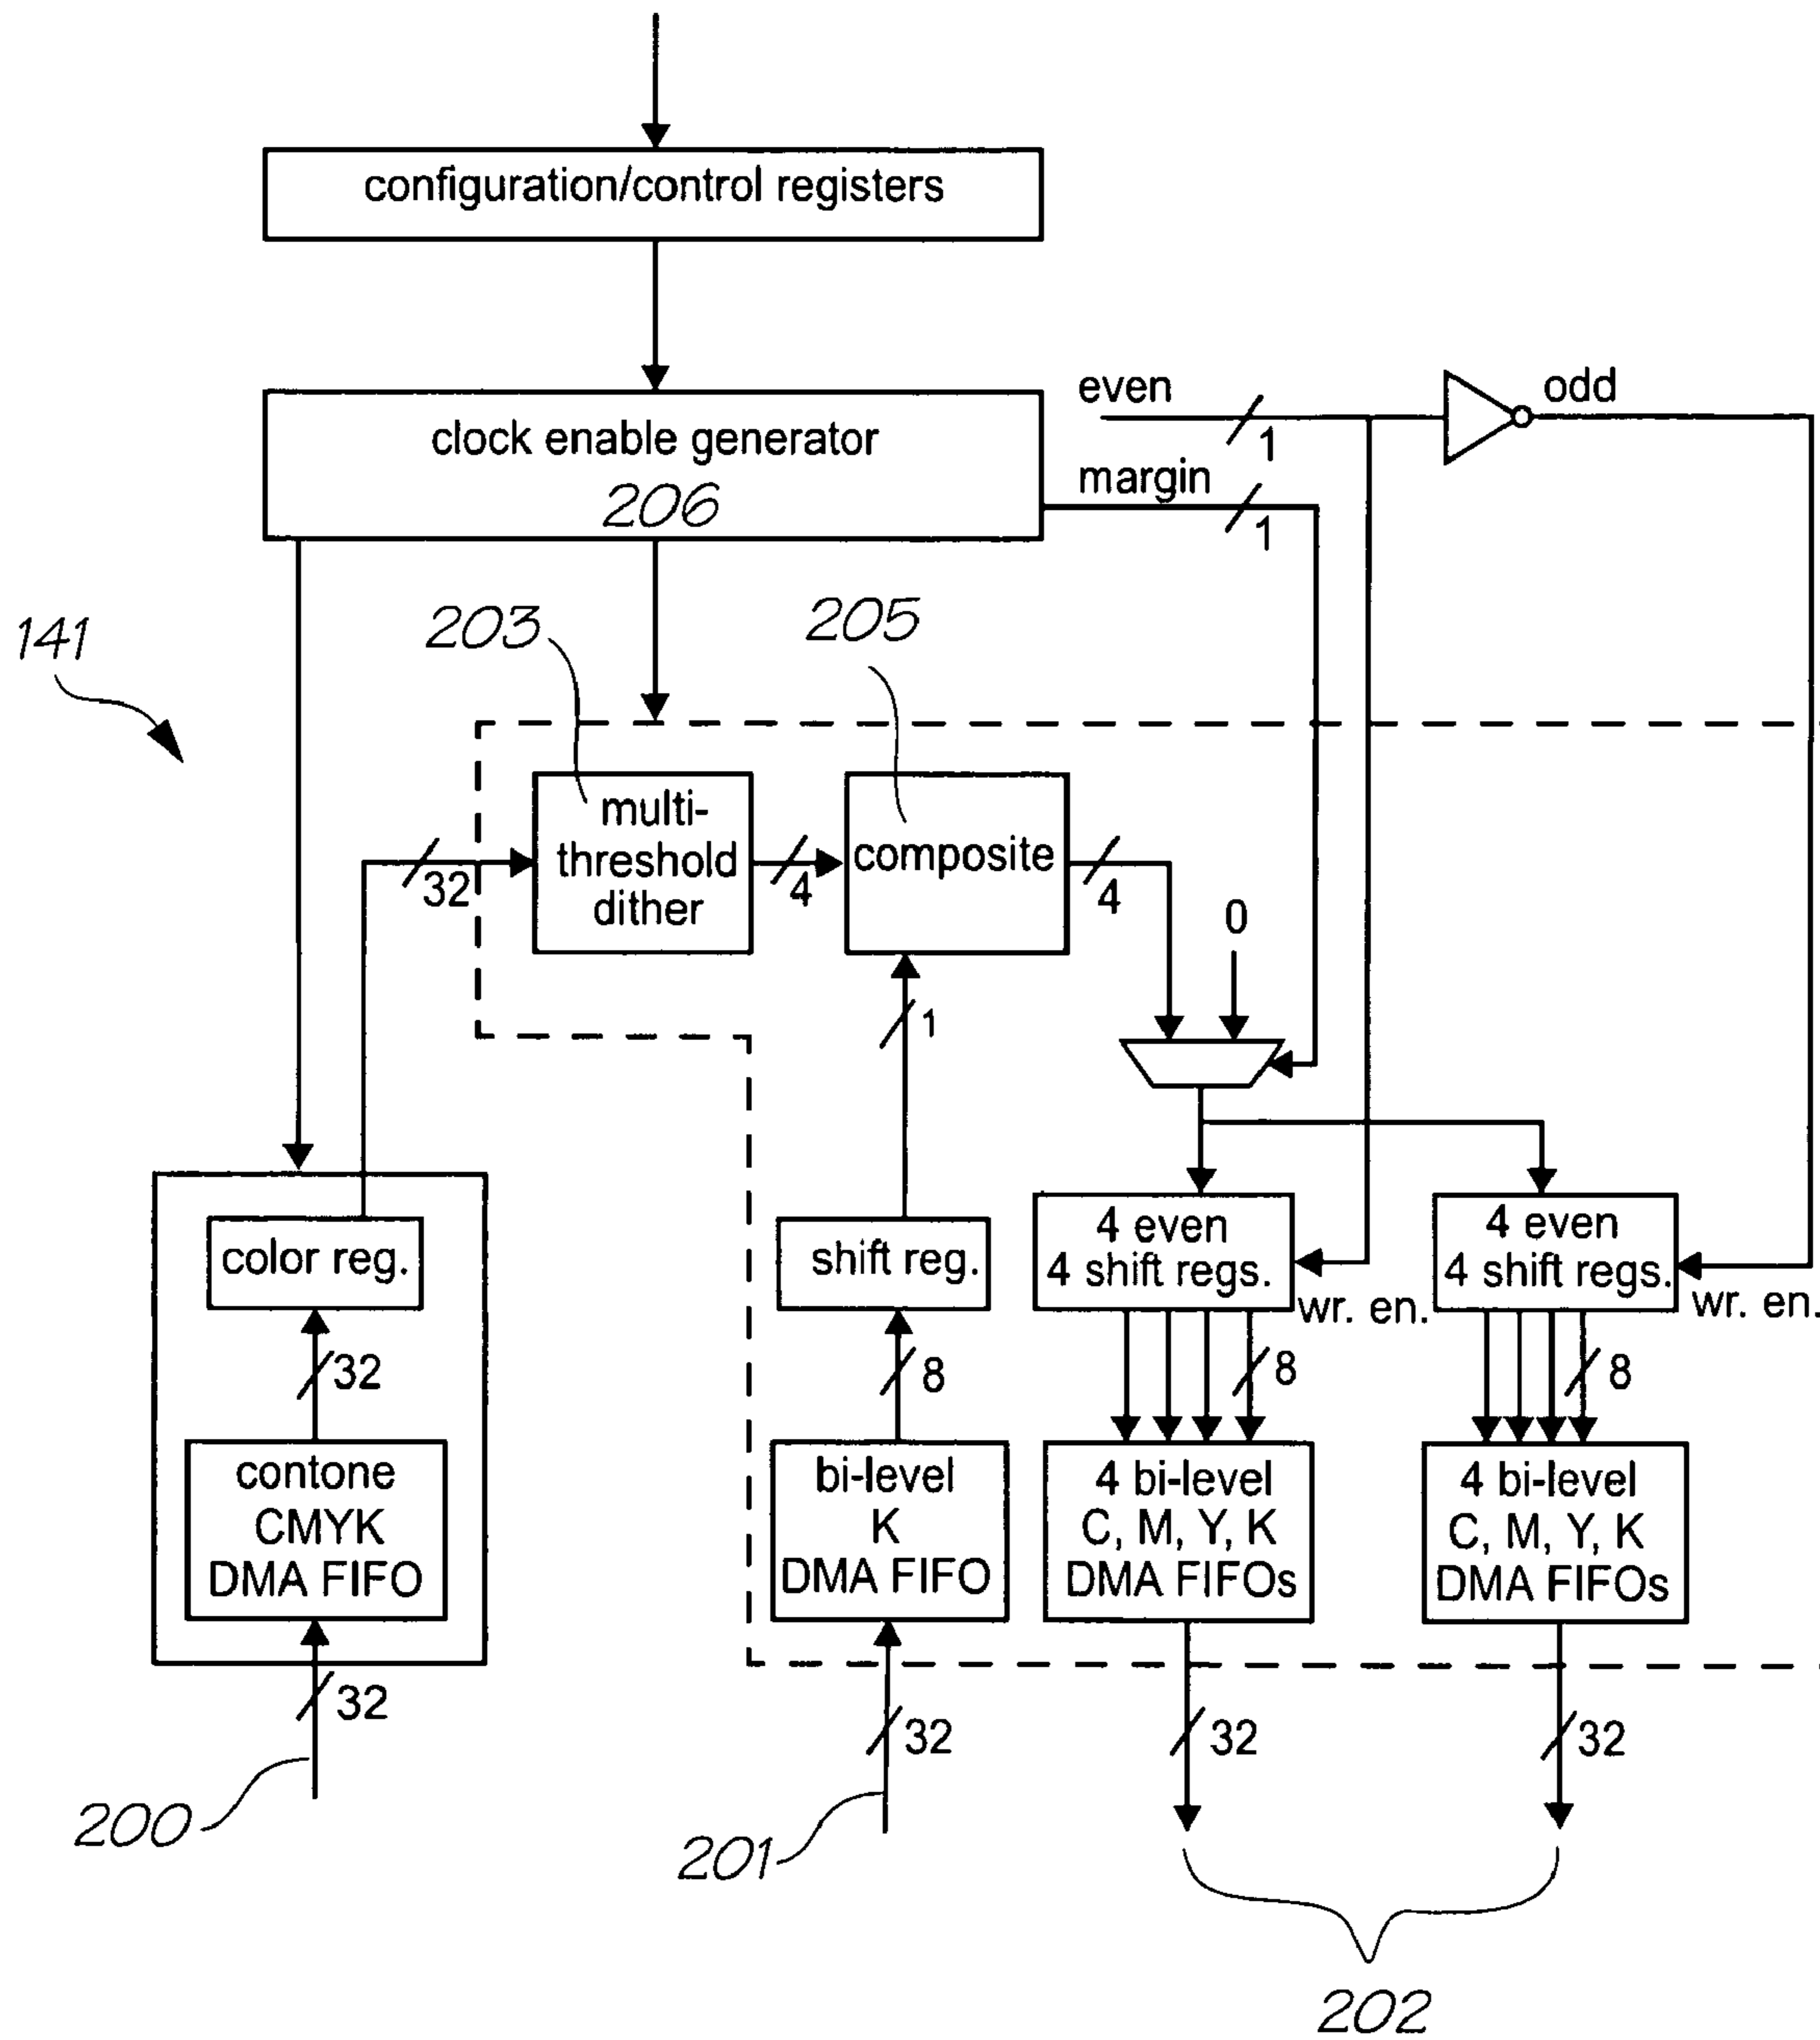 configuration/control registers
clock enable generator
206
even
1
odd
margin
1
141
203
205
multi-
threshold
dither
32
4
composite
4
0
1
color reg.
shift reg.
4 even
4 shift regs.
wr. en.
4 even
4 shift regs.
wr. en.
32
8
8
8
contone
CMYK
DMA FIFO
bi-level
K
DMA FIFO
4 bi-level
C, M, Y, K
DMA FIFOs
4 bi-level
C, M, Y, K
DMA FIFOs
32
32
32
32
200
201
202